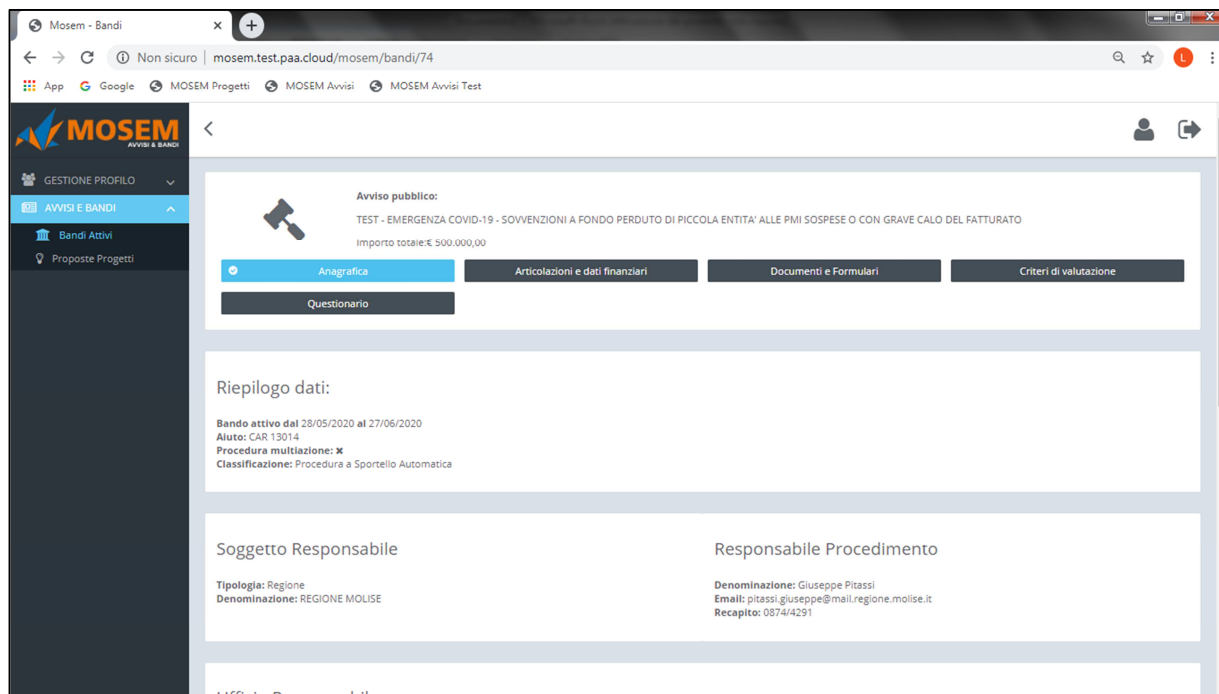 Mosem - Bandi
Non sicuro | mosem.test.paa.cloud/mosem/bandi/74
L
App Google MOSEM Progetti MOSEM Avvisi MOSEM Avvisi Test
MOSEM
AVVISI & BANDI
GESTIONE PROFILO
AVVISI E BANDI
Bandi Attivi
Proposte Progetti
Avviso pubblico:
TEST - EMERGENZA COVID-19 - SOVVENZIONI A FONDO PERDUTO DI PICCOLA ENTITA' ALLE PMI SOSPESE O CON GRAVE CALO DEL FATTURATO
Importo totale:€ 500.000,00
Anagrafica Articolazioni e dati finanziari Documenti e Formulari Criteri di valutazione
Questionario
Riepilogo dati:
Bando attivo dal 28/05/2020 al 27/06/2020
Aiuto: CAR 13014
Procedura multiazione: ✖
Classificazione: Procedura a Sportello Automatica
Soggetto Responsabile
Tipologia: Regione
Denominazione: REGIONE MOLISE
Responsabile Procedimento
Denominazione: Giuseppe Pitassi
Email: pitassi.giuseppe@mail.regione.molise.it
Recapito: 0874/4291